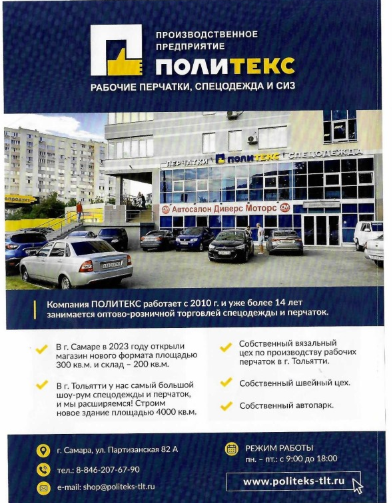 ПРОИЗВОДСТВЕННОЕ
ПРЕДПРИЯТИЕ
ПОЛИТЕКС
РАБОЧИЕ ПЕРЧАТКИ, СПЕЦОДЕЖДА И СИЗ
ПЕРЧАТКИ ПОЛИТЕКС СПЕЦОДЕЖДА
Автосалон Диверс Моторс
Компания ПОЛИТЕКС работает с 2010 г. и уже более 14 лет
занимается оптово-розничной торговлей спецодежды и перчаток.
В г. Самаре в 2023 году открыли
магазин нового формата площадью
300 кв.м. и склад – 200 кв.м.
В г. Тольятти у нас самый большой
шоу-рум спецодежды и перчаток,
и мы расширяемся! Строим
новое здание площадью 4000 кв.м.
Собственный вязальный
цех по производству рабочих
перчаток в г. Тольятти.
Собственный швейный цех.
Собственный автопарк.
г. Самара, ул. Партизанская 82 А
тел.: 8-846-207-67-90
e-mail: shop@politeks-tlt.ru
РЕЖИМ РАБОТЫ
пн. – пт.: с 9:00 до 18:00
www.politeks-tlt.ru